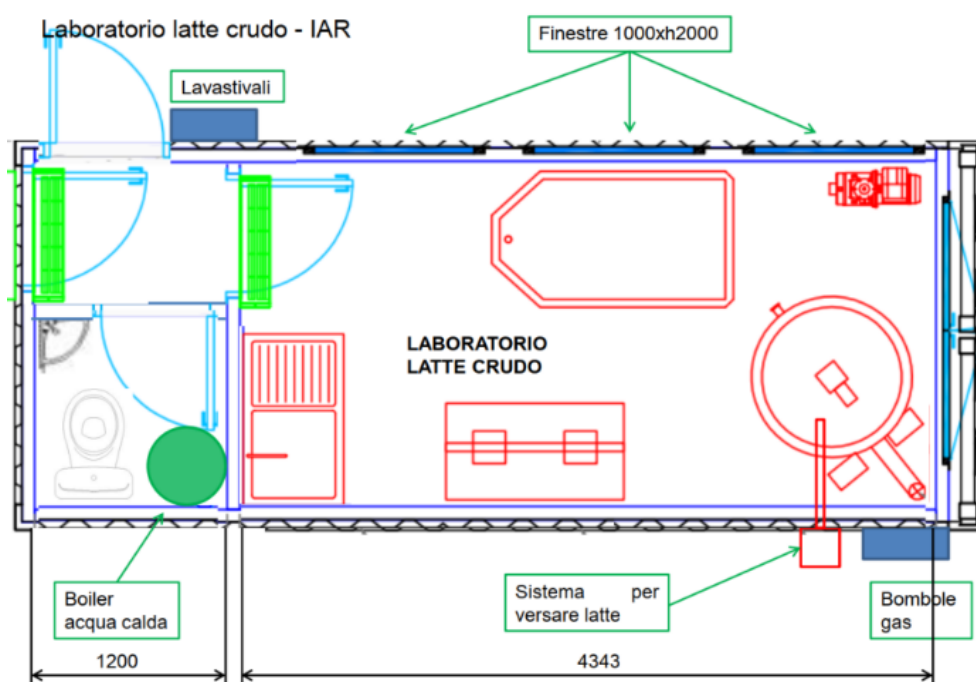 Laboratorio latte crudo - IAR
Finestre 1000xh2000
Lavastivali
LABORATORIO
LATTE CRUDO
Boiler
acqua calda
Sistema per
versare latte
Bombole
gas
1200
4343